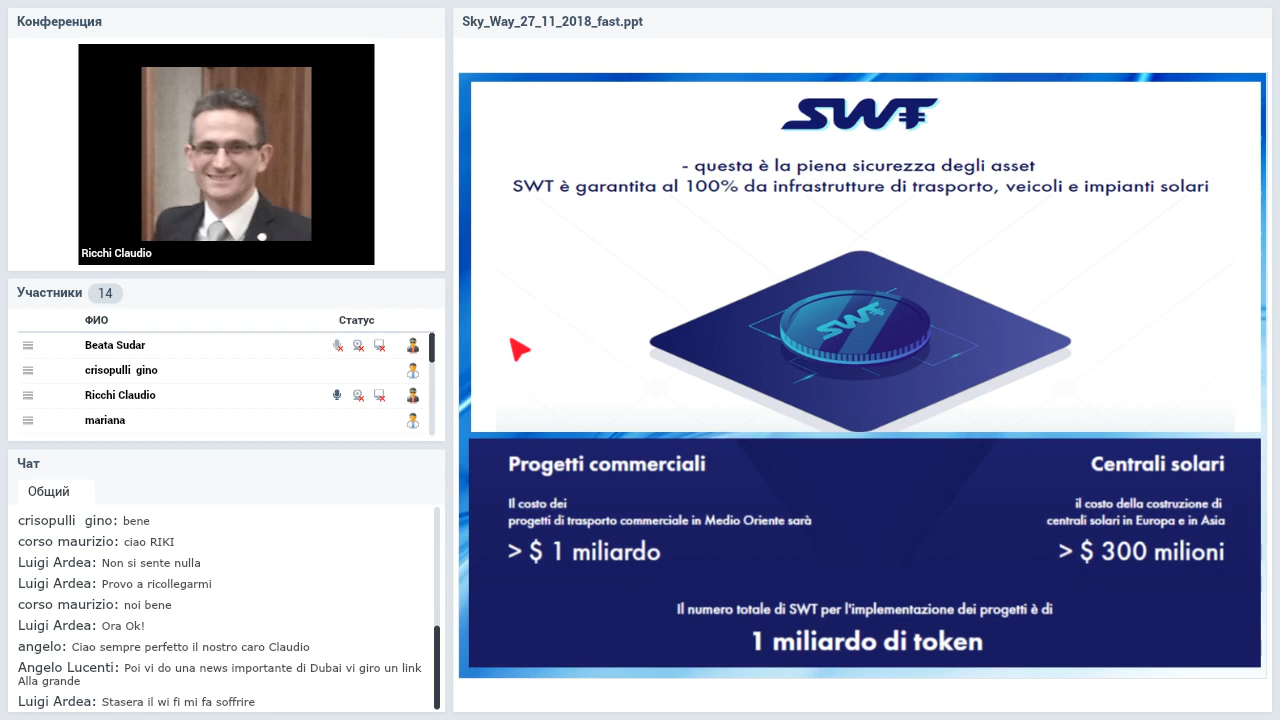 Конференция
Ricchi Claudio
Участники 14
ФИО Статус
Beata Sudar
crisopulli gino
Ricchi Claudio
mariana
Чат
Общий
crisopulli gino: bene
corso maurizio: ciao RIKI
Luigi Ardea: Non si sente nulla
Luigi Ardea: Provo a ricollegarmi
corso maurizio: noi bene
Luigi Ardea: Ora Ok!
angelo: Ciao sempre perfetto il nostro caro Claudio
Angelo Lucenti: Poi vi do una news importante di Dubai vi giro un link
Alla grande
Luigi Ardea: Stasera il wi fi mi fa soffrire
Sky_Way_27_11_2018_fast.ppt
SWT
- questa è la piena sicurezza degli asset
SWT è garantita al 100% da infrastrutture di trasporto, veicoli e impianti solari
SWT
Progetti commerciali
Il costo dei
progetti di trasporto commerciale in Medio Oriente sarà
> $ 1 miliardo
Centrali solari
il costo della costruzione di
centrali solari in Europa e in Asia
> $ 300 milioni
Il numero totale di SWT per l'implementazione dei progetti è di
1 miliardo di token